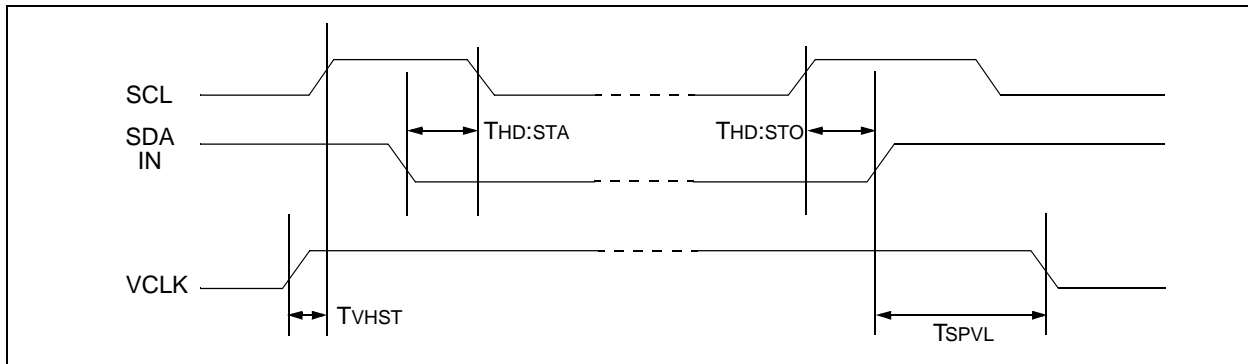 SCL
THD:STA
THD:STO
SDA
IN
VCLK
TVHST
TSPVL